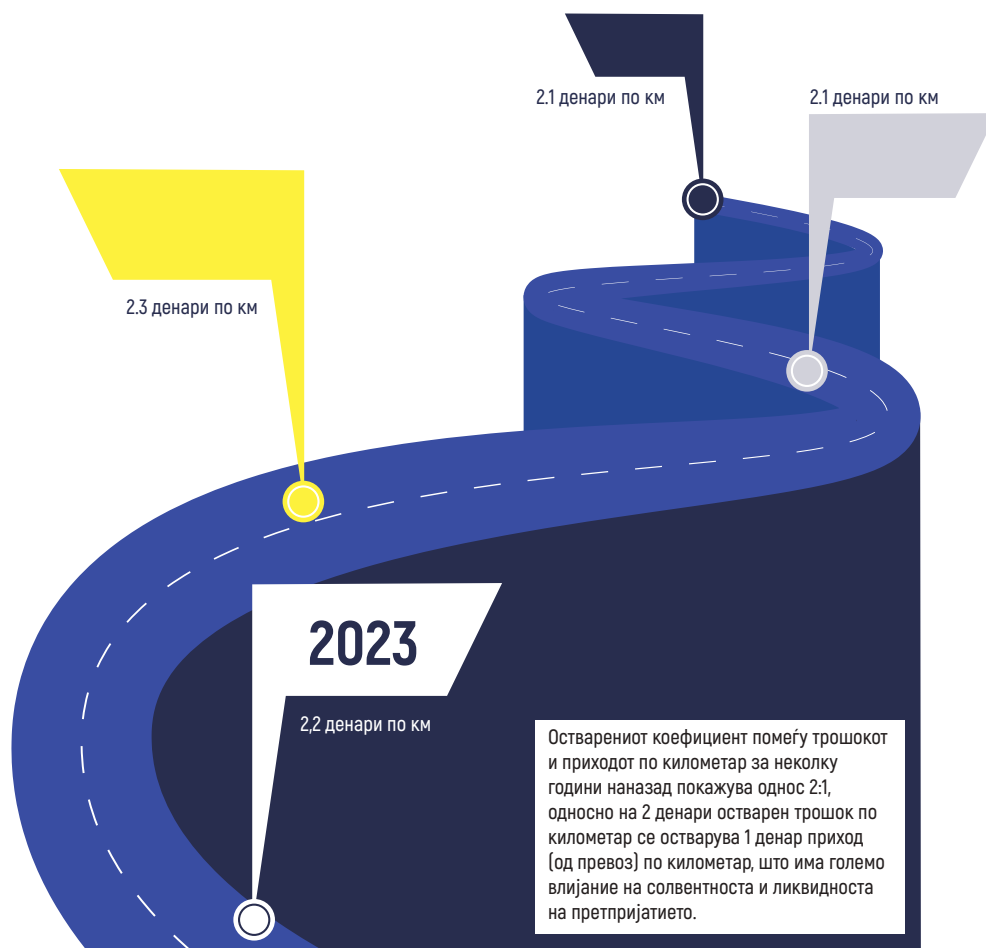 2.1 денари по км
2.1 денари по км
2.3 денари по км
2023
2,2 денари по км
Остварениот коефициент помеѓу трошокот
и приходот по километар за неколку
години наназад покажува однос 2:1,
односно на 2 денари остварен трошок по
километар се остварува 1 денар приход
(од превоз) по километар, што има големо
влијание на солвентноста и ликвидноста
на претпријатието.